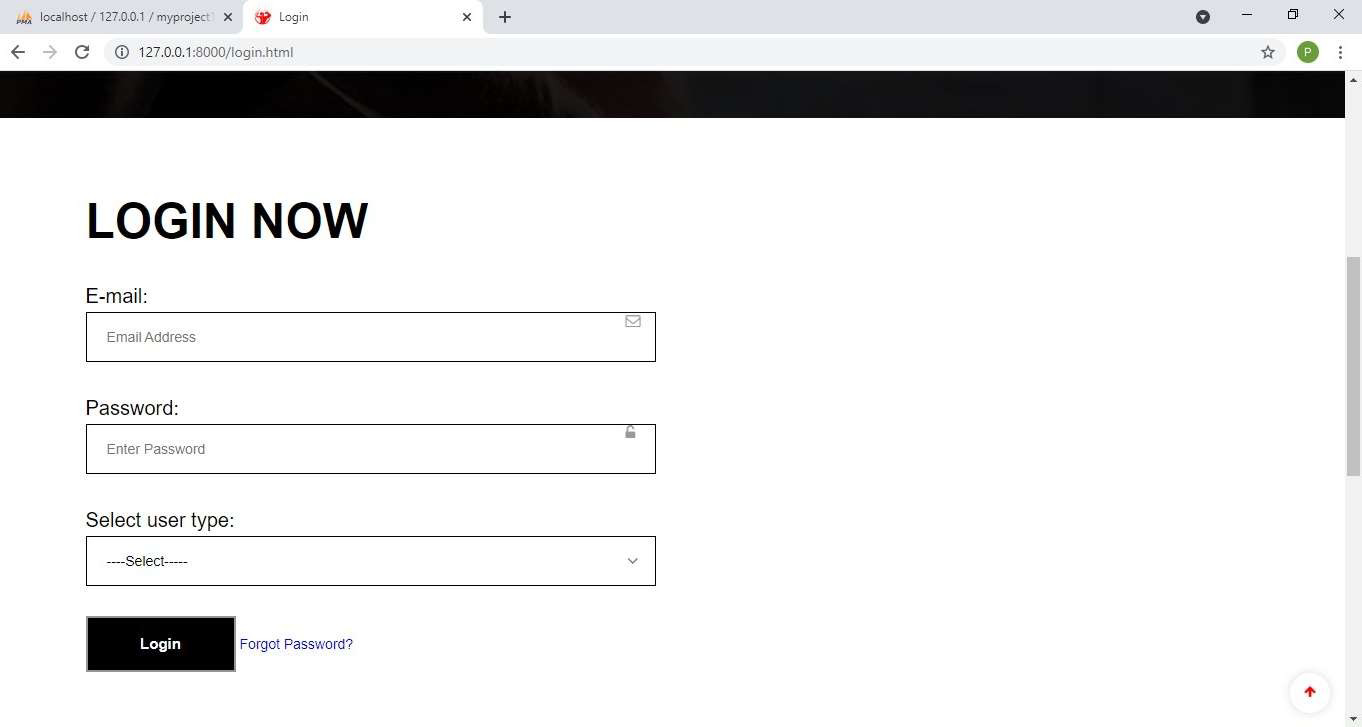 PMA
localhost / 127.0.0.1 / myproject
Login
127.0.0.1:8000/login.html
P
LOGIN NOW
E-mail:
Email Address
Password:
Enter Password
Select user type:
----Select-----
Login Forgot Password?